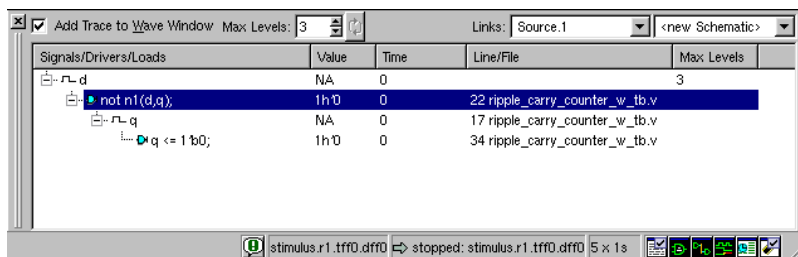 Add Trace to Wave Window Max Levels: 3 Links: Source.1 <new Schematic>
Signals/Drivers/Loads Value Time Line/File Max Levels
d NA 0 3
not n1(d,q); 1'h0 0 22 ripple_carry_counter_w_tb.v
q NA 0 17 ripple_carry_counter_w_tb.v
q <= 1'b0; 1'h0 0 34 ripple_carry_counter_w_tb.v
stimulus.r1.tff0.dff0 stopped: stimulus.r1.tff0.dff0 5 x 1s